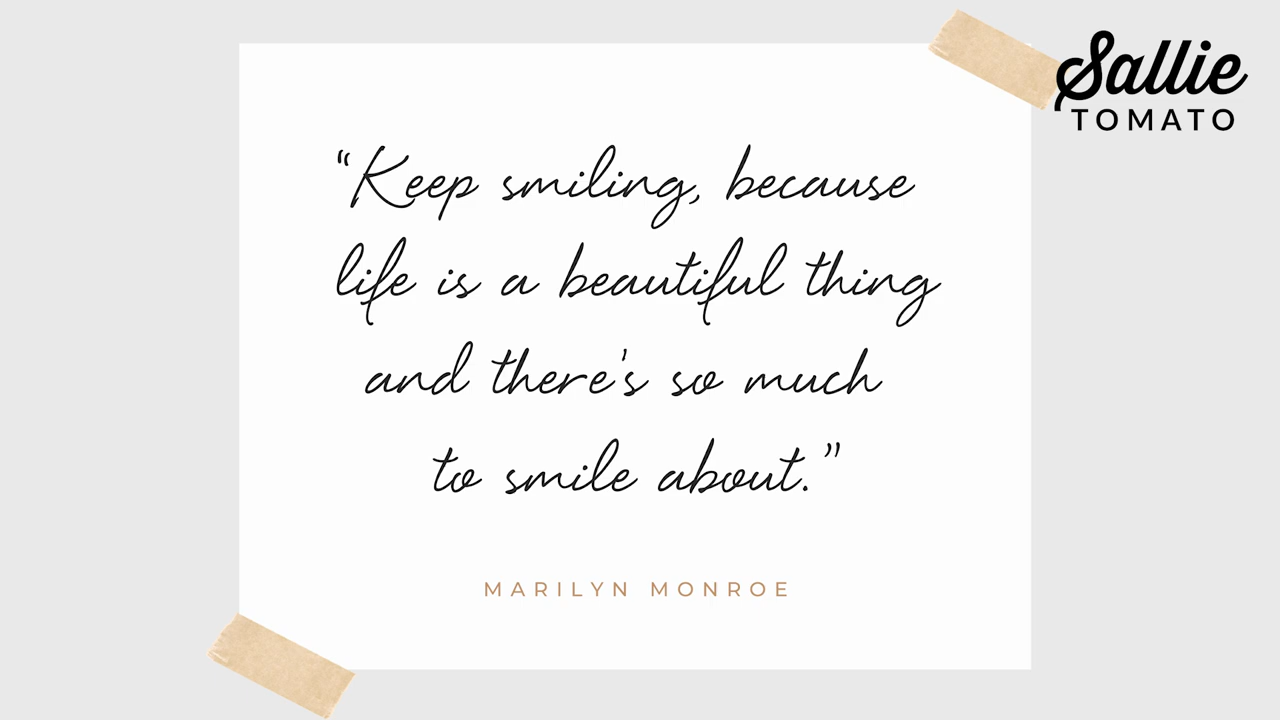 Sallie
TOMATO
“Keep smiling, because
life is a beautiful thing
and there's so much
to smile about.”
MARILYN MONROE